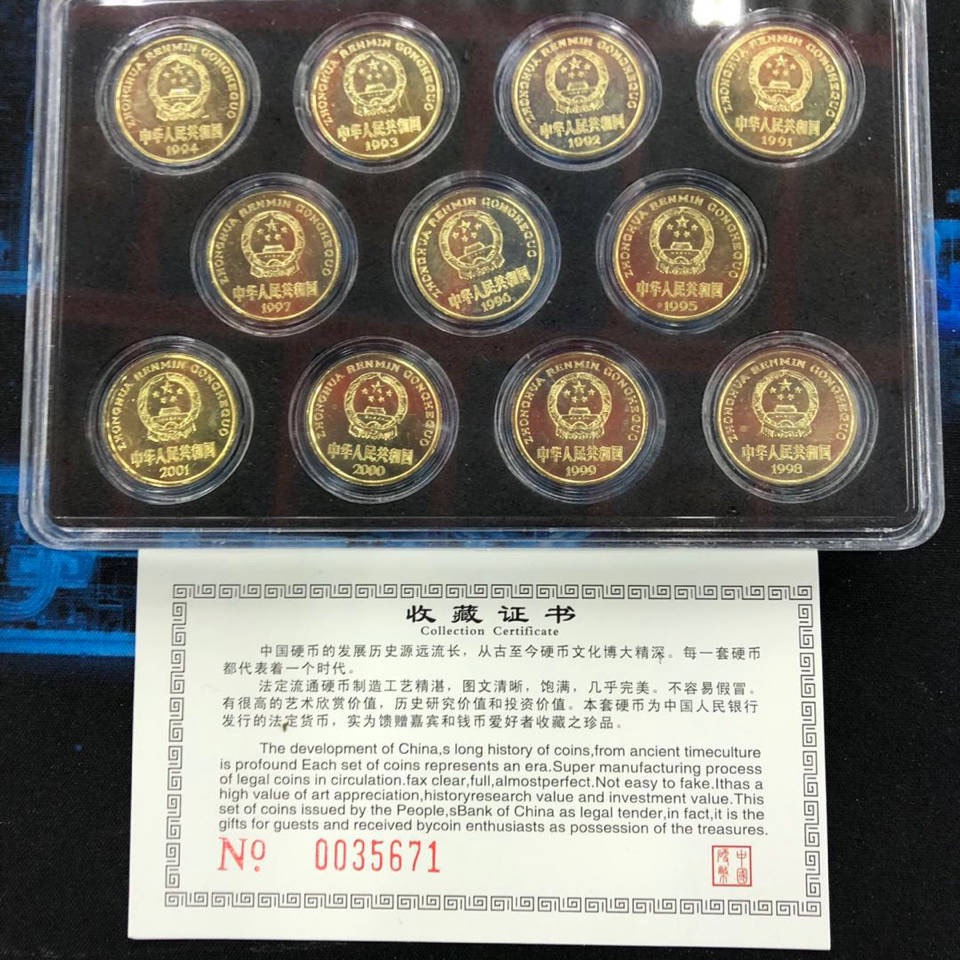 ZHONGHUA RENMIN GONGHEGUO
中华人民共和国
1994
ZHONGHUA RENMIN GONGHEGUO
中华人民共和国
1993
ZHONGHUA RENMIN GONGHEGUO
中华人民共和国
1992
ZHONGHUA RENMIN GONGHEGUO
中华人民共和国
1991
ZHONGHUA RENMIN GONGHEGUO
中华人民共和国
1997
ZHONGHUA RENMIN GONGHEGUO
中华人民共和国
1996
ZHONGHUA RENMIN GONGHEGUO
中华人民共和国
1995
ZHONGHUA RENMIN GONGHEGUO
中华人民共和国
2001
ZHONGHUA RENMIN GONGHEGUO
中华人民共和国
2000
ZHONGHUA RENMIN GONGHEGUO
中华人民共和国
1999
ZHONGHUA RENMIN GONGHEGUO
中华人民共和国
1998
收藏证书
Collection Certificate
中国硬币的发展历史源远流长，从古至今硬币文化博大精深。每一套硬币
都代表着一个时代。
法定流通硬币制造工艺精湛，图文清晰，饱满，几乎完美。不容易假冒。
有很高的艺术欣赏价值，历史研究价值和投资价值。本套硬币为中国人民银行
发行的法定货币，实为馈赠嘉宾和钱币爱好者收藏之珍品。
The development of China,s long history of coins,from ancient timeculture
is profound Each set of coins represents an era.Super manufacturing process
of legal coins in circulation.fax clear,full,almostperfect.Not easy to fake.Ithas a
high value of art appreciation,historyresearch value and investment value.This
set of coins issued by the People,sBank of China as legal tender,in fact,it is the
gifts for guests and received bycoin enthusiasts as possession of the treasures.
Nº 0035671
中國